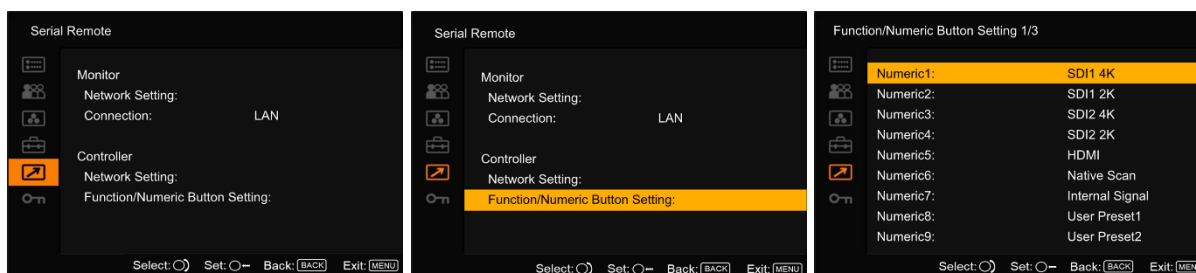 Serial Remote
Monitor
Network Setting:
Connection: LAN
Controller
Network Setting:
Function/Numeric Button Setting:
Select: Set: Back: BACK Exit: MENU
Serial Remote
Monitor
Network Setting:
Connection: LAN
Controller
Network Setting:
Function/Numeric Button Setting:
Select: Set: Back: BACK Exit: MENU
Function/Numeric Button Setting 1/3
Numeric1: SDI1 4K
Numeric2: SDI1 2K
Numeric3: SDI2 4K
Numeric4: SDI2 2K
Numeric5: HDMI
Numeric6: Native Scan
Numeric7: Internal Signal
Numeric8: User Preset1
Numeric9: User Preset2
Select: Set: Back: BACK Exit: